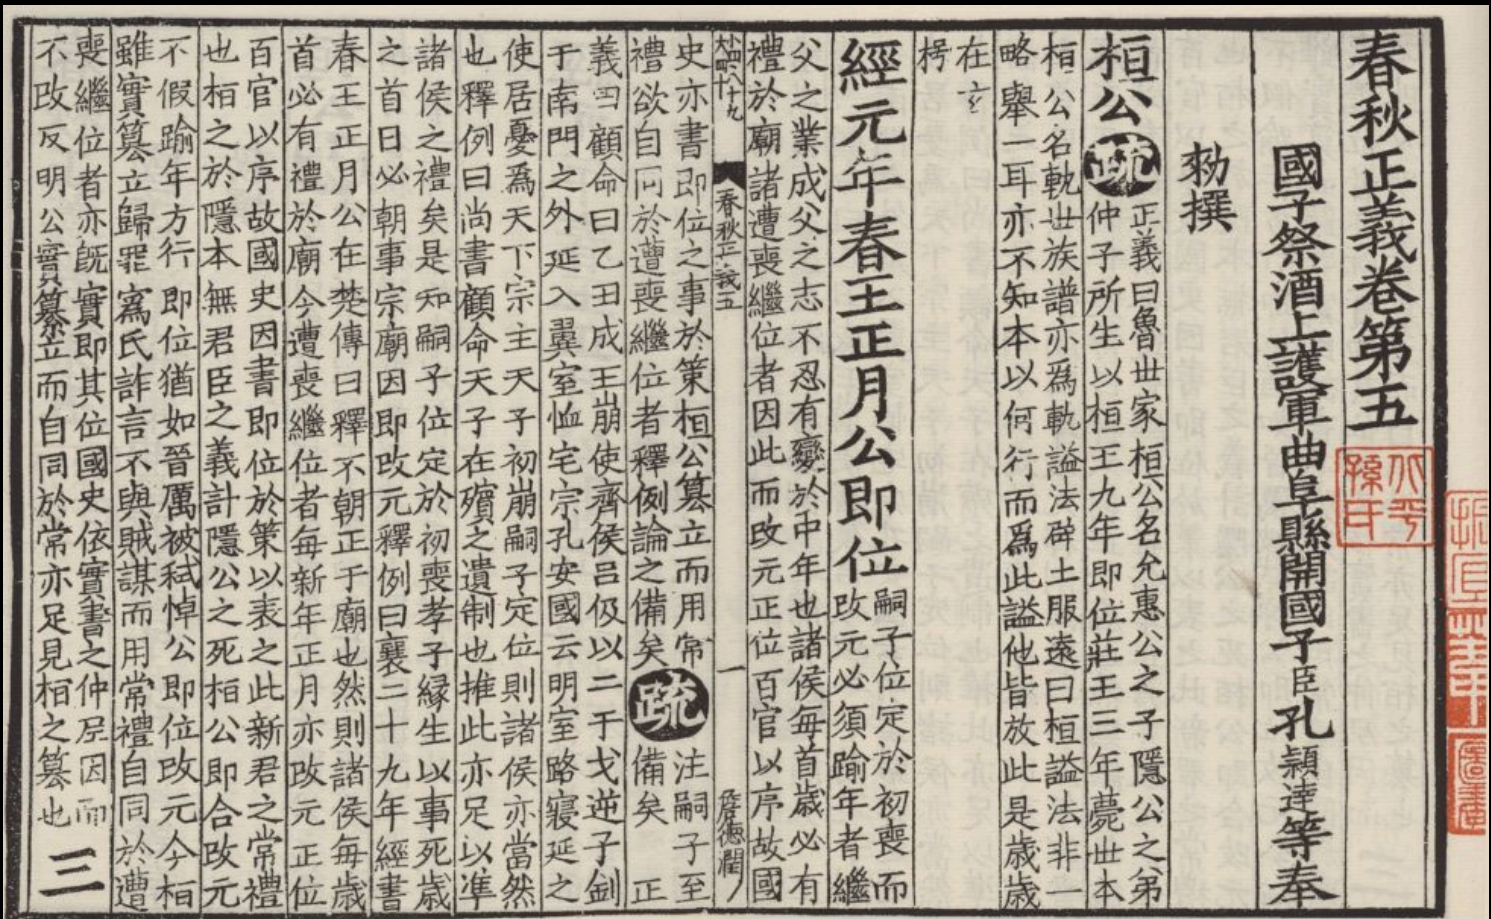 春秋正義卷第五
國子祭酒上護軍曲阜縣開國子臣孔穎達等奉
勑撰
桓公疏正義曰魯世家桓公名允惠公之子隱公之弟
仲子所生以桓王九年即位莊王三年薨世本
桓公名軌世族譜亦爲軌謚法辟土服遠曰桓謚法非一
略舉一耳亦不知本以何行而爲此謚他皆放此是歳歳
在玄
枵
經元年春王正月公即位嗣子位定於初喪而
改元必須踰年者繼
父之業成父之志不忍有變於中年也諸侯毎首歳必有
禮於廟諸遭喪繼位者因此而改元正位百官以序故國
春秋正義五
一
史亦書即位之事於策桓公簒立而用常
禮欲自同於遭喪繼位者釋例論之備矣疏注嗣子至
備矣 正
義曰顧命曰乙丑成王崩使齊侯吕伋以二干戈逆子釗
于南門之外延入翼室恤宅宗孔安國云明室路寢延之
使居憂爲天下宗主天子初崩嗣子定位則諸侯亦當然
也釋例曰尚書顧命天子在殯之遺制也推此亦足以準
諸侯之禮矣是知嗣子位定於初喪孝子縁生以事死歳
之首日必朝事宗廟因即改元釋例曰襄二十九年經書
春王正月公在楚傳曰釋不朝正于廟也然則諸侯毎歳
首必有禮於廟今遭喪繼位者毎新年正月亦改元正位
百官以序故國史因書即位於策以表之此新君之常禮
也桓之於隱本無君臣之義計隱公之死桓公即合改元
不假踰年方行即位猶如晉厲被弑悼公即位改元今桓
雖實簒立歸罪寪氏詐言不與賊謀而用常禮自同於遭
喪繼位者亦既實即其位國史依實書之仲尼因而
不改反明公實簒立而自同於常亦足見桓之簒也
三
北平
孫氏